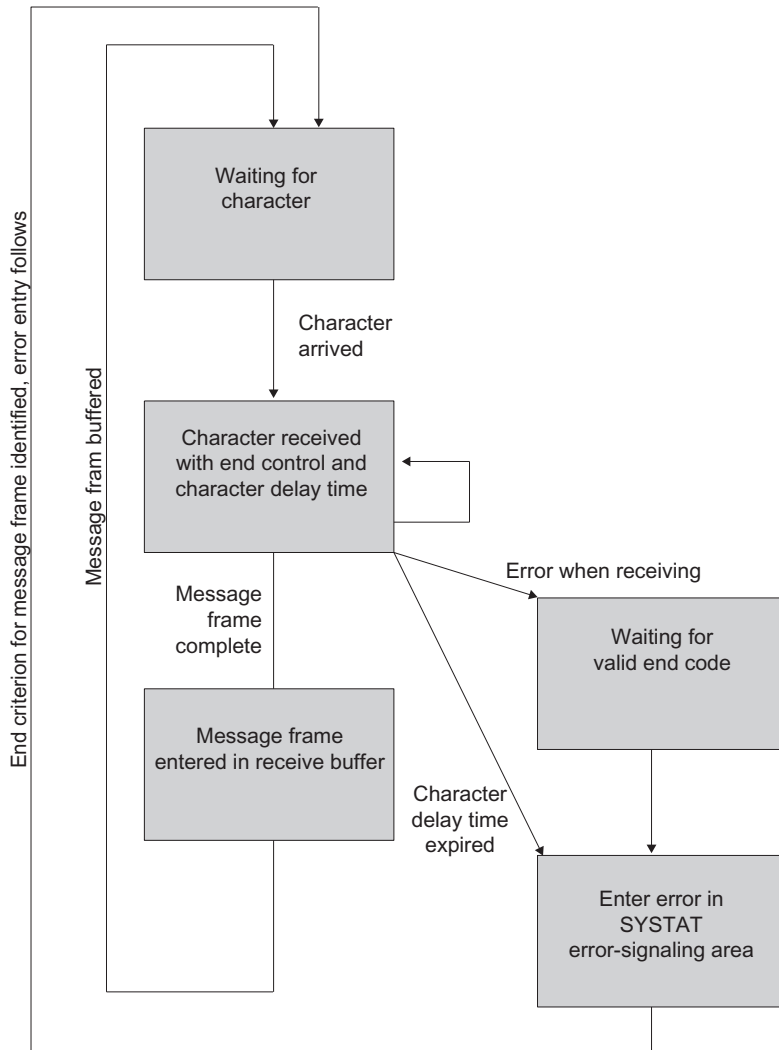 End criterion for message frame identified, error entry follows
Message fram buffered
Waiting for
character
Character
arrived
Character received
with end control and
character delay time
Error when receiving
Message
frame
complete
Waiting for
valid end code
Message frame
entered in receive buffer
Character
delay time
expired
Enter error in
SYSTAT
error-signaling area